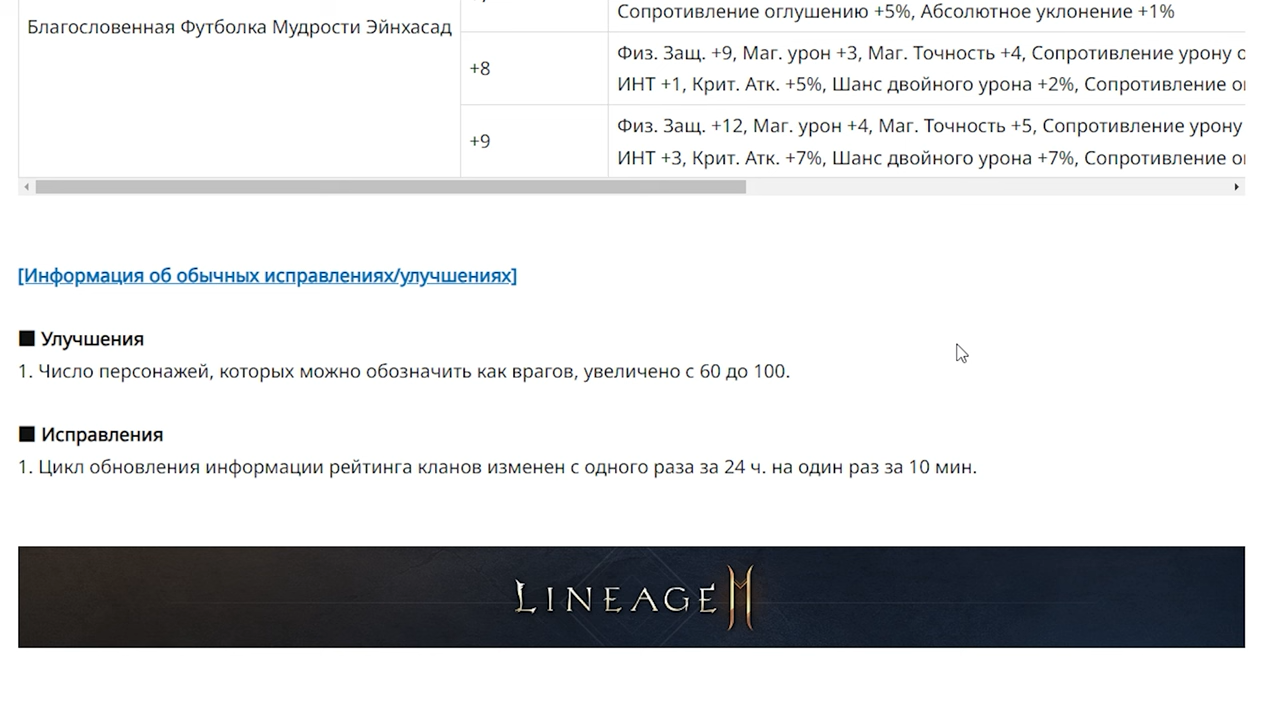 Сопротивление оглушению +5%, Абсолютное уклонение +1%
Благословенная Футболка Мудрости Эйнхасад
+8
Физ. Защ. +9, Маг. урон +3, Маг. Точность +4, Сопротивление урону
ИНТ +1, Крит. Атк. +5%, Шанс двойного урона +2%, Сопротивление
+9
Физ. Защ. +12, Маг. урон +4, Маг. Точность +5, Сопротивление урону
ИНТ +3, Крит. Атк. +7%, Шанс двойного урона +7%, Сопротивление
[Информация об обычных исправлениях/улучшениях]
■ Улучшения
1. Число персонажей, которых можно обозначить как врагов, увеличено с 60 до 100.
■ Исправления
1. Цикл обновления информации рейтинга кланов изменен с одного раза за 24 ч. на один раз за 10 мин.
LINEAGE M